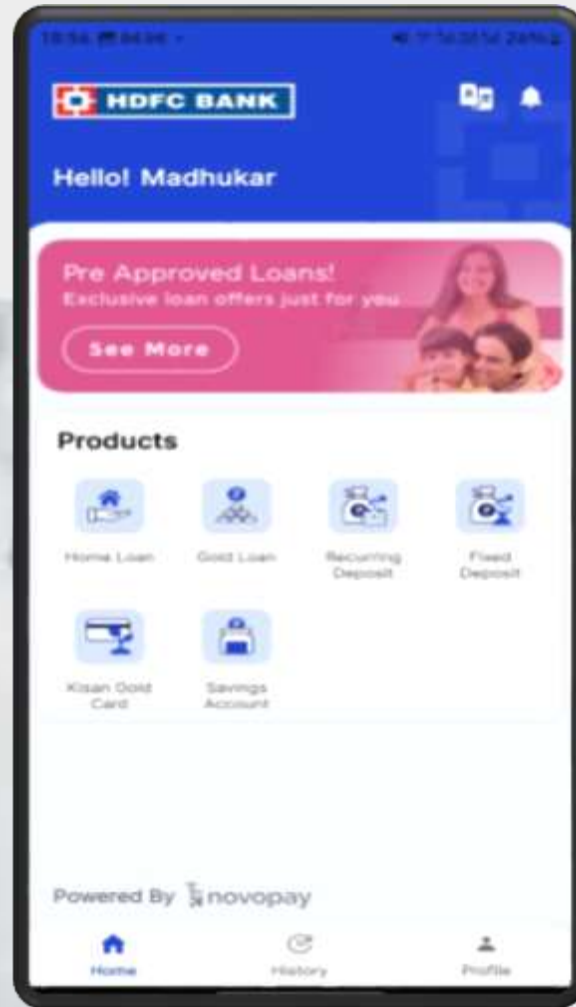 HDFC BANK
Hello! Madhukar
Pre Approved Loans!
Exclusive loan offers just for you
See More
Products
Home Loan
Gold Loan
Recurring
Deposit
Fixed
Deposit
Kisan Gold
Card
Savings
Account
Powered By novopay
Home
History
Profile